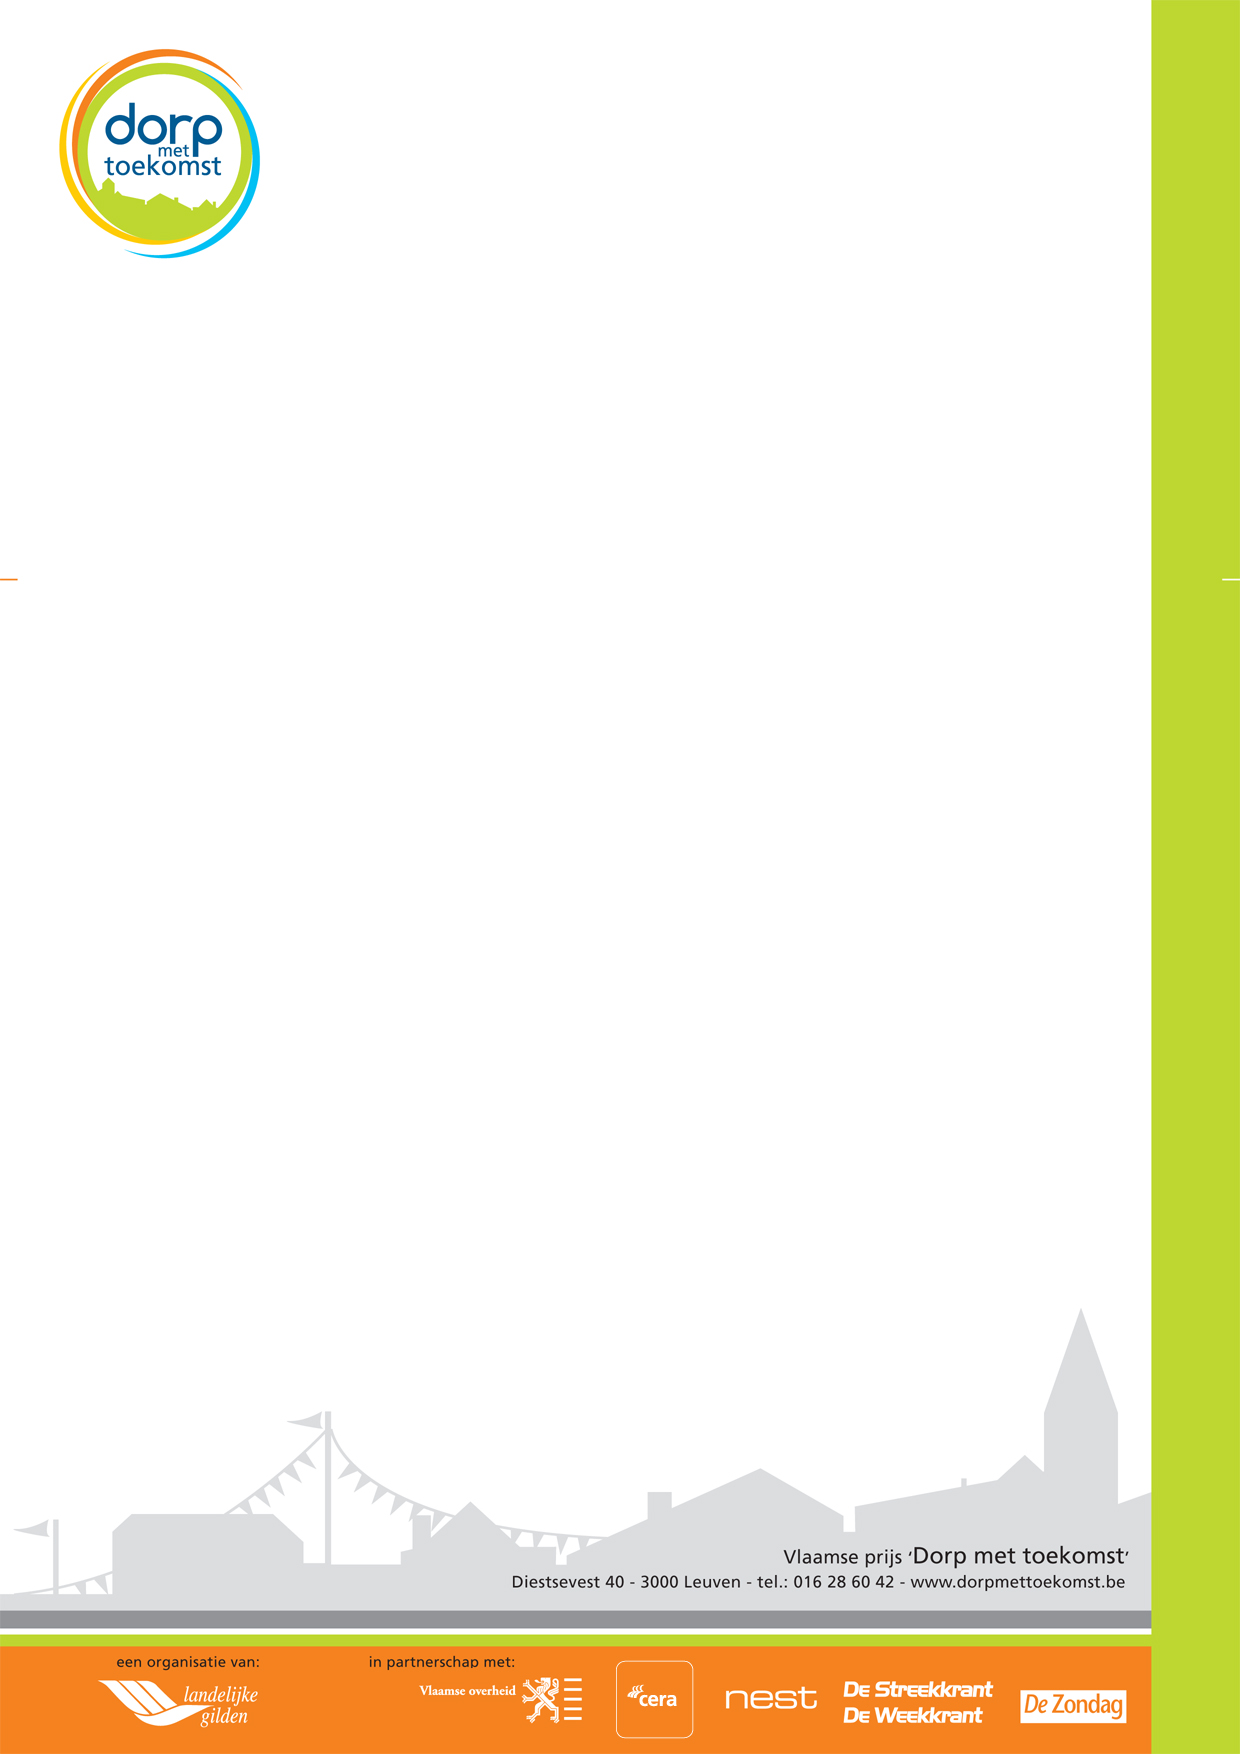 dorp
met
toekomst
Vlaamse prijs ‘Dorp met toekomst’
Diestsevest 40 - 3000 Leuven - tel.: 016 28 60 42 - www.dorpmettoekomst.be
een organisatie van:
in partnerschap met:
landelijke
gilden
Vlaamse overheid
cera
nest
De Streekkrant
De Weekkrant
De Zondag